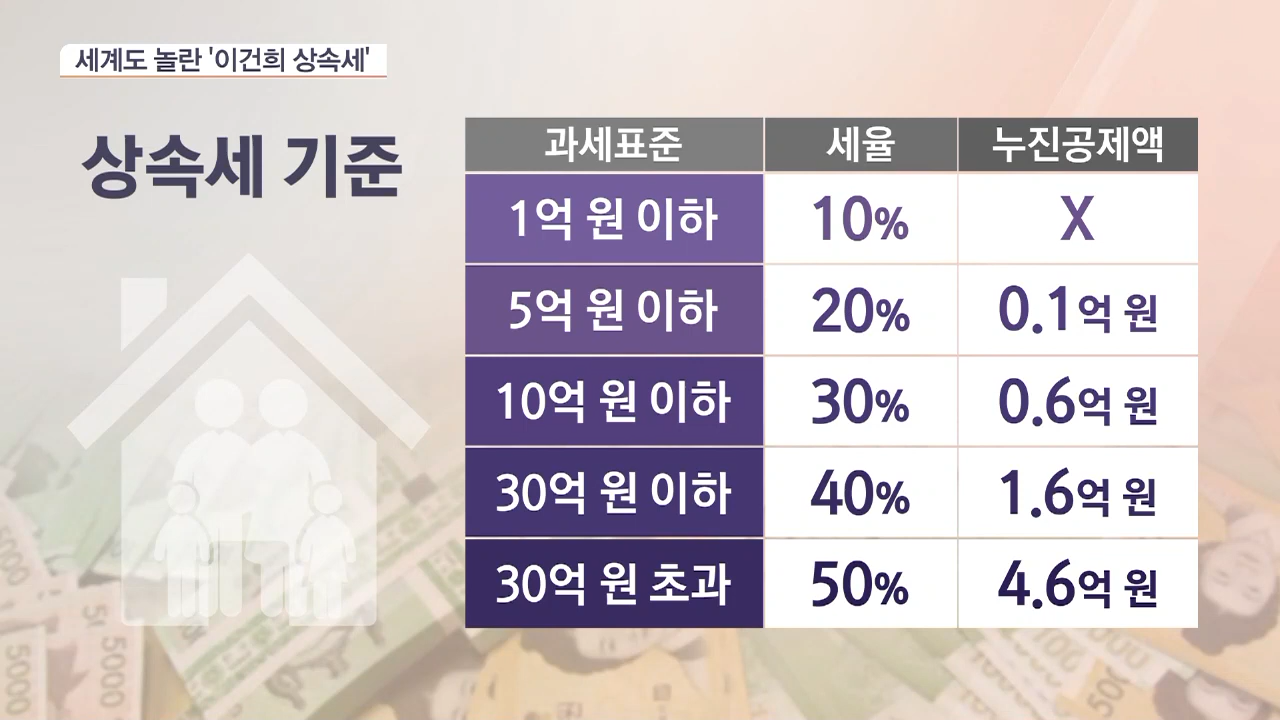 세계도 놀란 '이건희 상속세'
상속세 기준
과세표준 세율 누진공제액
1억 원 이하 10% X
5억 원 이하 20% 0.1억 원
10억 원 이하 30% 0.6억 원
30억 원 이하 40% 1.6억 원
30억 원 초과 50% 4.6억 원
5000
5000
5000